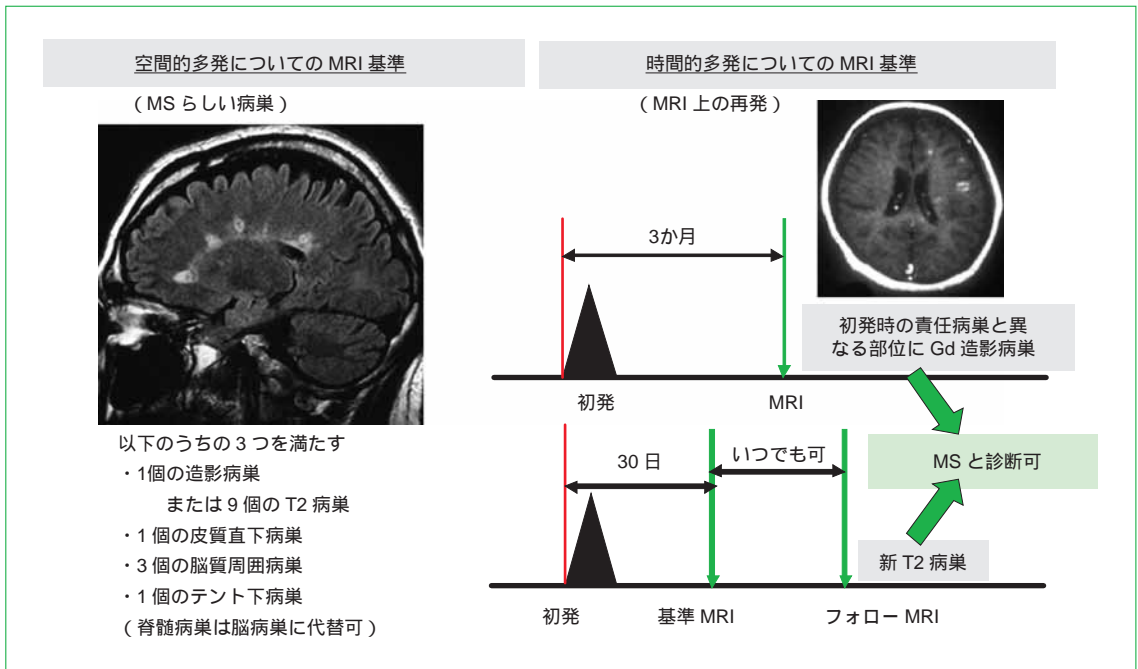 空間的多発についての MRI 基準
（MS らしい病巣）
以下のうちの 3 つを満たす
・1個の造影病巣
または 9 個の T2 病巣
・1 個の皮質直下病巣
・3 個の脳質周囲病巣
・1 個のテント下病巣
（脊髄病巣は脳病巣に代替可）
時間的多発についての MRI 基準
（MRI 上の再発）
3か月
初発時の責任病巣と異
なる部位に Gd 造影病巣
初発
MRI
30 日
いつでも可
MS と診断可
新 T2 病巣
初発
基準 MRI
フォロー MRI